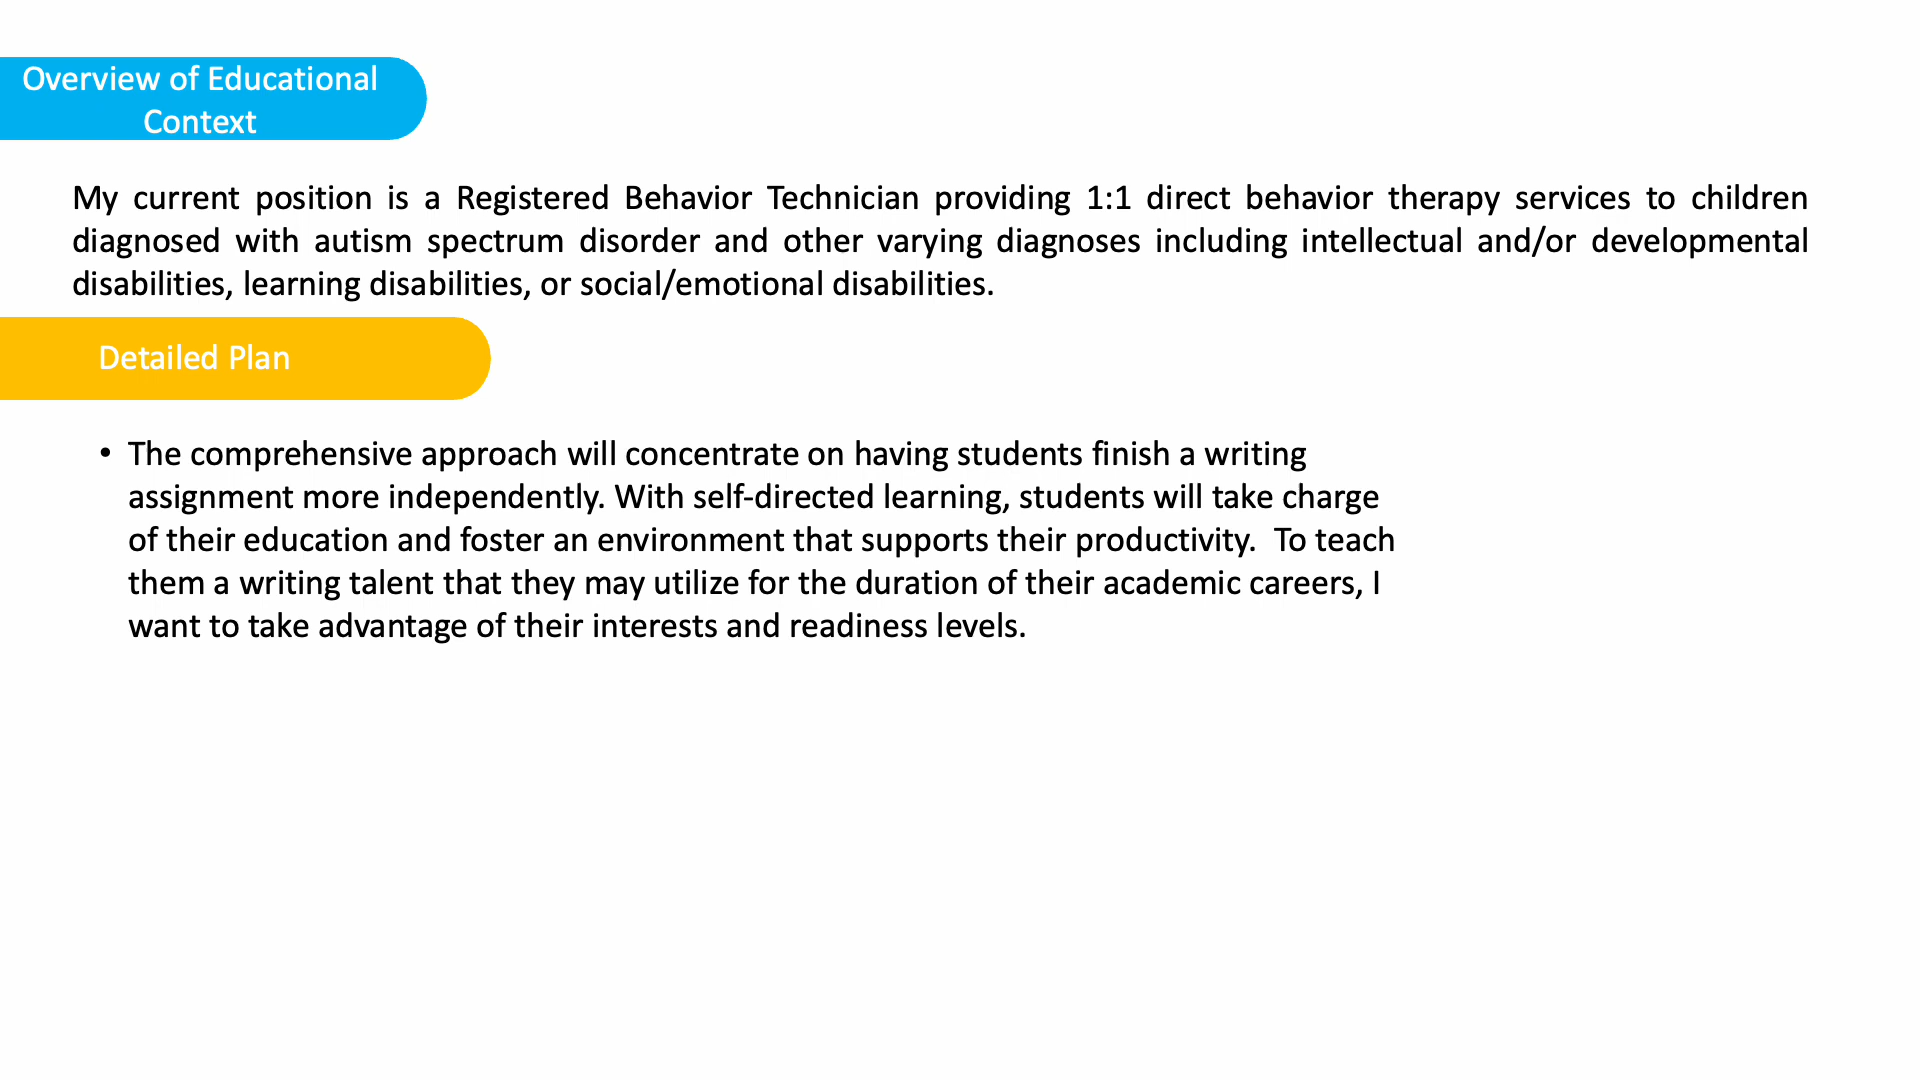 Overview of Educational
Context
My current position is a Registered Behavior Technician providing 1:1 direct behavior therapy services to children
diagnosed with autism spectrum disorder and other varying diagnoses including intellectual and/or developmental
disabilities, learning disabilities, or social/emotional disabilities.
Detailed Plan
• The comprehensive approach will concentrate on having students finish a writing
assignment more independently. With self-directed learning, students will take charge
of their education and foster an environment that supports their productivity.  To teach
them a writing talent that they may utilize for the duration of their academic careers, I
want to take advantage of their interests and readiness levels.